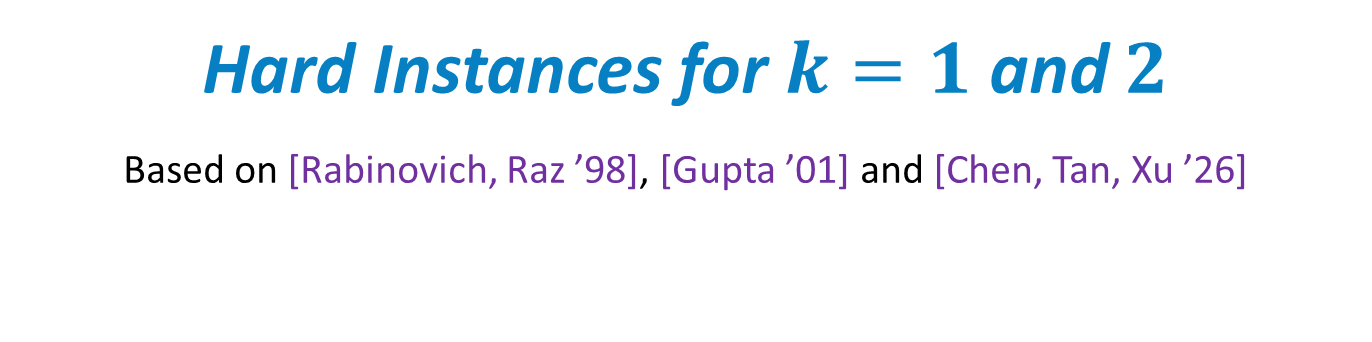 Hard Instances for 𝒌 = 𝟏 and 𝟐
Based on [Rabinovich, Raz ’98], [Gupta ’01] and [Chen, Tan, Xu ’26]